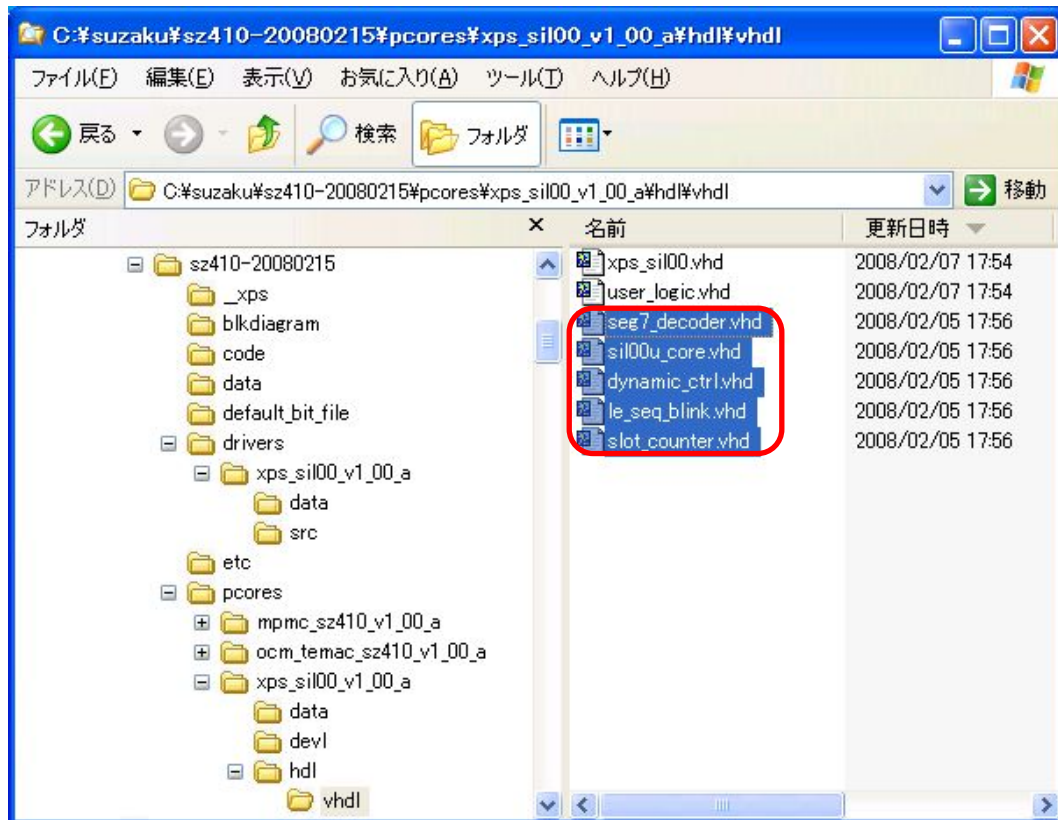 C:¥suzaku¥sz410-20080215¥pcores¥xps_sil00_v1_00_a¥hdl¥vhdl
ファイル(F) 編集(E) 表示(V) お気に入り(A) ツール(T) ヘルプ(H)
戻る 検索 フォルダ
アドレス(D) C:¥suzaku¥sz410-20080215¥pcores¥xps_sil00_v1_00_a¥hdl¥vhdl 移動
フォルダ × 名前 更新日時
sz410-20080215
_xps
blkdiagram
code
data
default_bit_file
drivers
xps_sil00_v1_00_a
data
src
etc
pcores
mpmc_sz410_v1_00_a
ocm_temac_sz410_v1_00_a
xps_sil00_v1_00_a
data
devl
hdl
vhdl
xps_sil00.vhd 2008/02/07 17:54
user_logic.vhd 2008/02/07 17:54
seg7_decoder.vhd 2008/02/05 17:56
sil00u_core.vhd 2008/02/05 17:56
dynamic_ctrl.vhd 2008/02/05 17:56
le_seq_blink.vhd 2008/02/05 17:56
slot_counter.vhd 2008/02/05 17:56